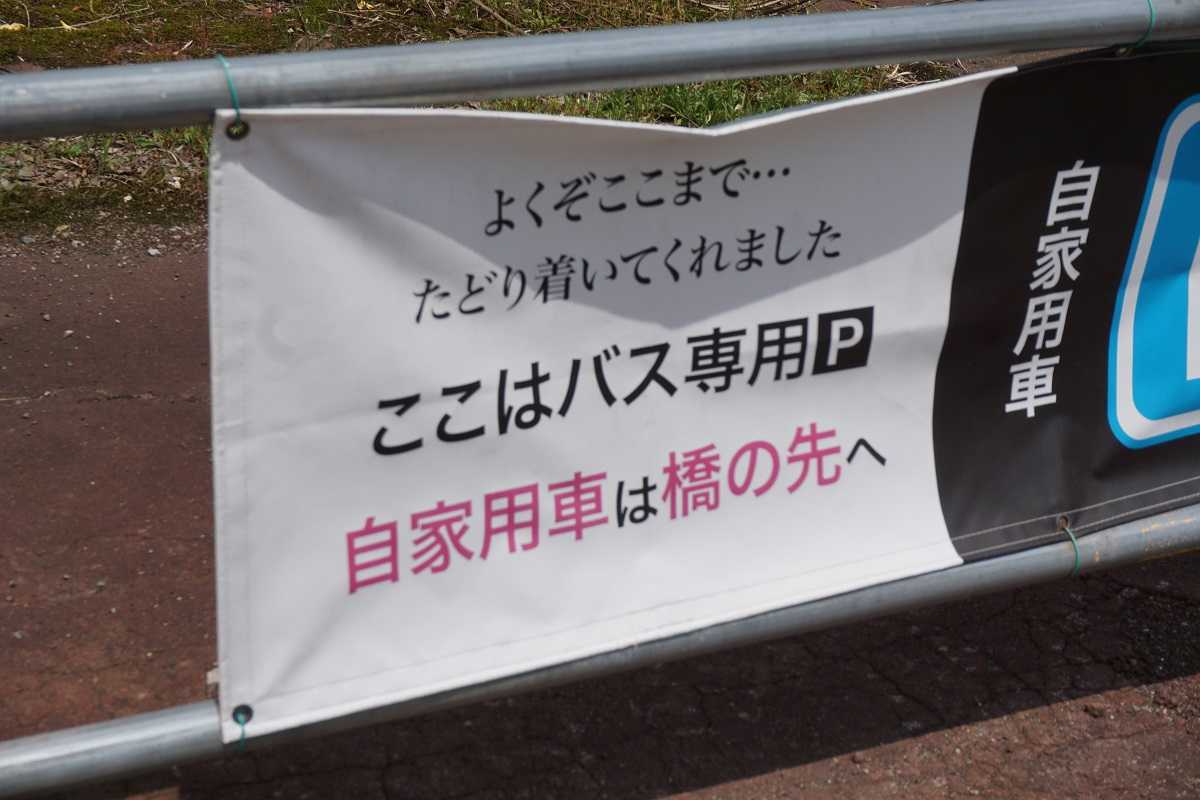 よくぞここまで…
たどり着いてくれました
ここはバス専用P
自家用車は橋の先へ
自家用車